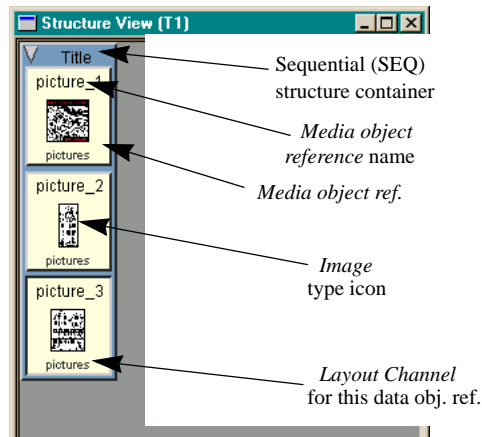 Structure View (T1)
Title
Sequential (SEQ)
structure container
picture_1
Media object
reference name
pictures
Media object ref.
picture_2
pictures
Image
type icon
picture_3
pictures
Layout Channel
for this data obj. ref.